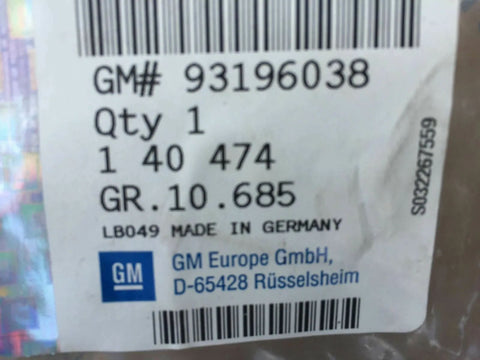 GM# 93196038
Qty 1
1 40 474
GR.10.685
LB049 MADE IN GERMANY
GM
GM Europe GmbH,
D-65428 Rüsselsheim
S032267559